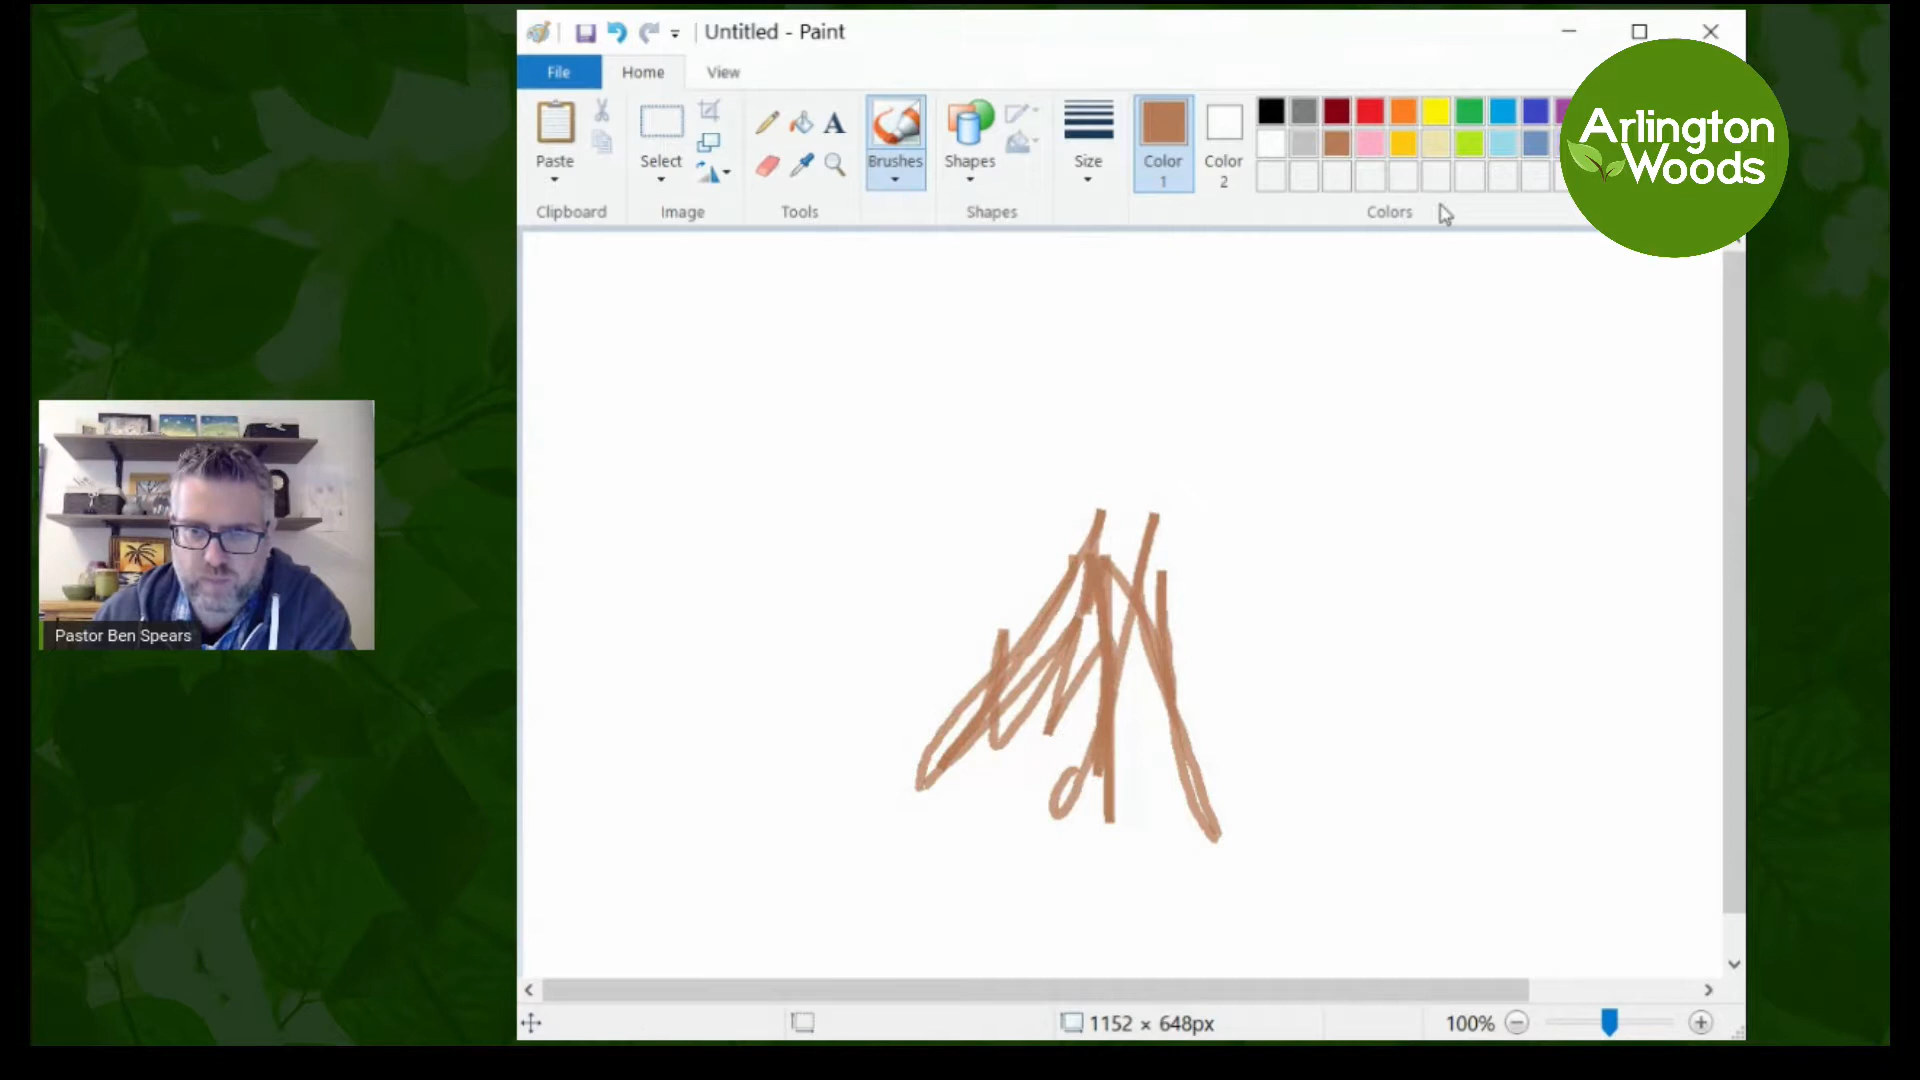 Untitled - Paint
File
Home
View
Paste
Select
Brushes
Shapes
Size
Color
1
Color
2
Clipboard
Image
Tools
Shapes
Colors
Arlington
Woods
Pastor Ben Spears
1152 × 648px
100%